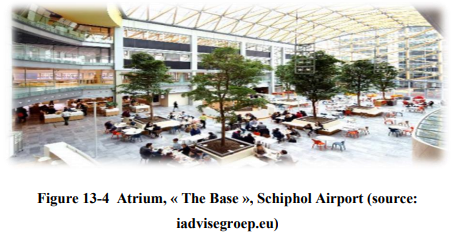 Figure 13-4 Atrium, « The Base », Schiphol Airport (source:
iadvisegroep.eu)